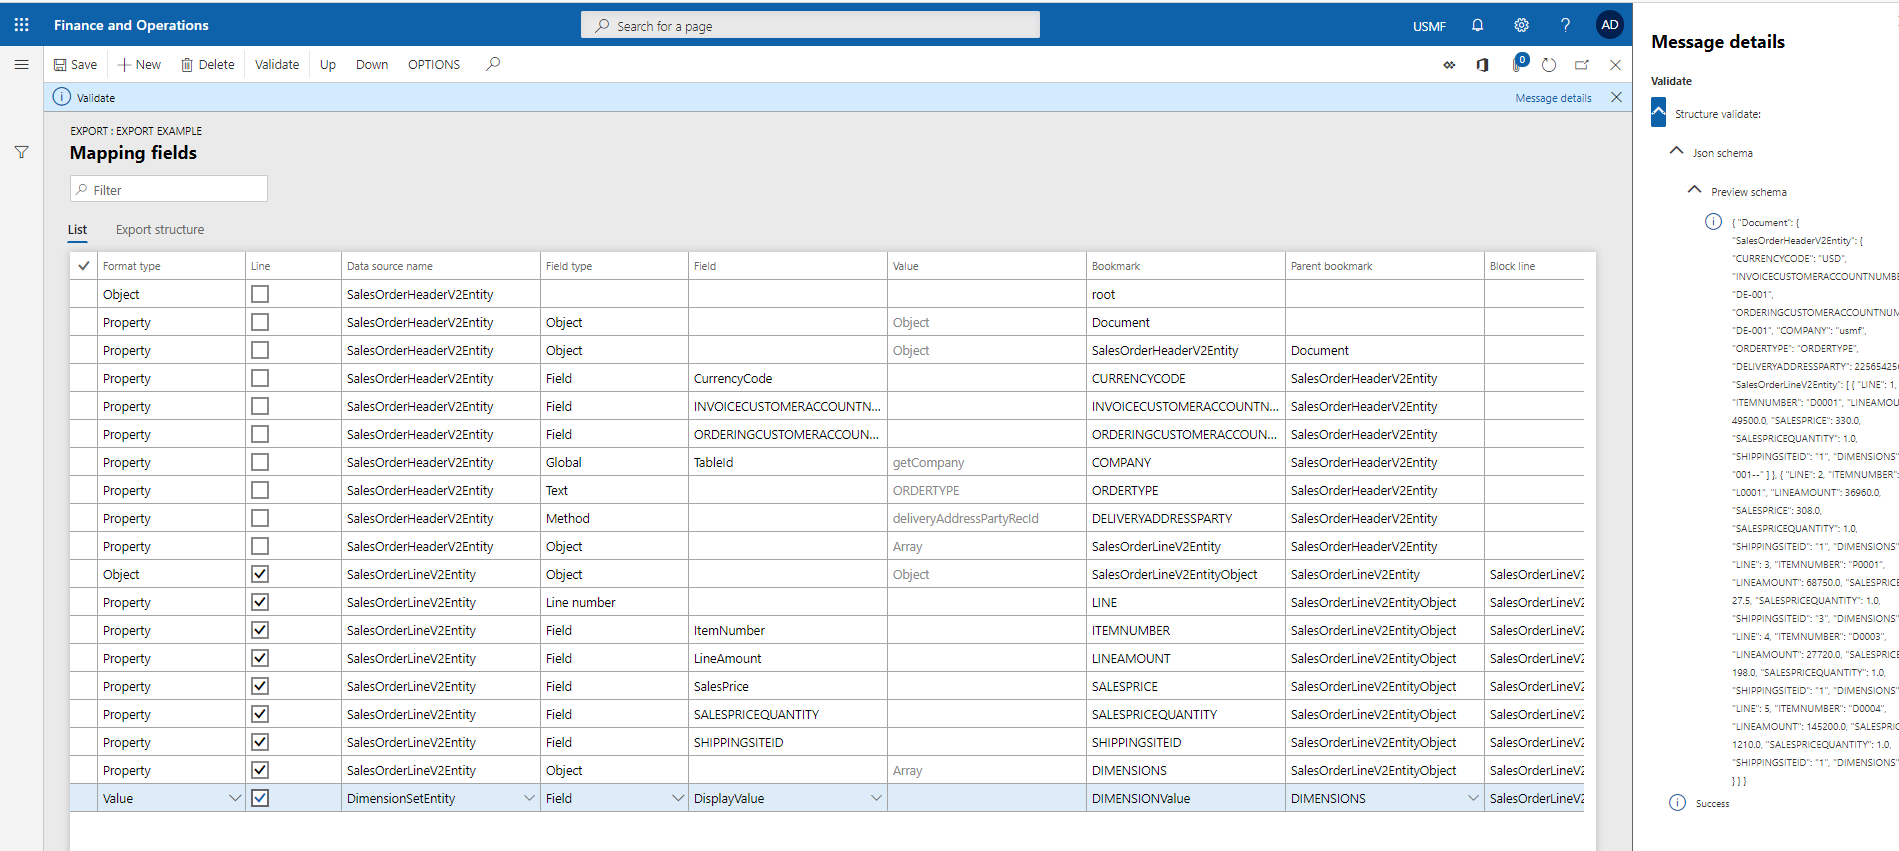 Finance and Operations
Search for a page
USMF
?
AD
Save
New
Delete
Validate
Up
Down
OPTIONS
0
Validate
Message details
EXPORT : EXPORT EXAMPLE
Mapping fields
Filter
List
Export structure
Format type Line Data source name Field type Field Value Bookmark Parent bookmark Block line
Object SalesOrderHeaderV2Entity root
Property SalesOrderHeaderV2Entity Object Object Document
Property SalesOrderHeaderV2Entity Object Object SalesOrderHeaderV2Entity Document
Property SalesOrderHeaderV2Entity Field CurrencyCode CURRENCYCODE SalesOrderHeaderV2Entity
Property SalesOrderHeaderV2Entity Field INVOICECUSTOMERACCOUNTN... INVOICECUSTOMERACCOUNTN... SalesOrderHeaderV2Entity
Property SalesOrderHeaderV2Entity Field ORDERINGCUSTOMERACCOUN... ORDERINGCUSTOMERACCOUN... SalesOrderHeaderV2Entity
Property SalesOrderHeaderV2Entity Global TableId getCompany COMPANY SalesOrderHeaderV2Entity
Property SalesOrderHeaderV2Entity Text ORDERTYPE ORDERTYPE SalesOrderHeaderV2Entity
Property SalesOrderHeaderV2Entity Method deliveryAddressPartyRecId DELIVERYADDRESSPARTY SalesOrderHeaderV2Entity
Property SalesOrderHeaderV2Entity Object Array SalesOrderLineV2Entity SalesOrderHeaderV2Entity
Object SalesOrderLineV2Entity Object Object SalesOrderLineV2EntityObject SalesOrderLineV2Entity SalesOrderLineV2
Property SalesOrderLineV2Entity Line number LINE SalesOrderLineV2EntityObject SalesOrderLineV2
Property SalesOrderLineV2Entity Field ItemNumber ITEMNUMBER SalesOrderLineV2EntityObject SalesOrderLineV2
Property SalesOrderLineV2Entity Field LineAmount LINEAMOUNT SalesOrderLineV2EntityObject SalesOrderLineV2
Property SalesOrderLineV2Entity Field SalesPrice SALESPRICE SalesOrderLineV2EntityObject SalesOrderLineV2
Property SalesOrderLineV2Entity Field SALESPRICEQUANTITY SALESPRICEQUANTITY SalesOrderLineV2EntityObject SalesOrderLineV2
Property SalesOrderLineV2Entity Field SHIPPINGSITEID SHIPPINGSITEID SalesOrderLineV2EntityObject SalesOrderLineV2
Property SalesOrderLineV2Entity Object Array DIMENSIONS SalesOrderLineV2EntityObject SalesOrderLineV2
Value DimensionSetEntity Field DisplayValue DIMENSIONValue DIMENSIONS SalesOrderLineV2
Message details
Validate
Structure validate:
Json schema
Preview schema
{ "Document": {
"SalesOrderHeaderV2Entity": {
"CURRENCYCODE": "USD",
"INVOICECUSTOMERACCOUNTNUMBE
"DE-001",
"ORDERINGCUSTOMERACCOUNTNUM
"DE-001", "COMPANY": "usmf",
"ORDERTYPE": "ORDERTYPE",
"DELIVERYADDRESSPARTY": 22565425
"SalesOrderLineV2Entity": [ { "LINE": 1,
"ITEMNUMBER": "D0001", "LINEAMOU
49500.0, "SALESPRICE": 330.0,
"SALESPRICEQUANTITY": 1.0,
"SHIPPINGSITEID": "1", "DIMENSIONS"
"001--" ] }, { "LINE": 2, "ITEMNUMBER":
"L0001", "LINEAMOUNT": 36960.0,
"SALESPRICE": 308.0,
"SALESPRICEQUANTITY": 1.0,
"SHIPPINGSITEID": "1", "DIMENSIONS"
"LINE": 3, "ITEMNUMBER": "P0001",
"LINEAMOUNT": 68750.0, "SALESPRICE
27.5, "SALESPRICEQUANTITY": 1.0,
"SHIPPINGSITEID": "3", "DIMENSIONS"
"LINE": 4, "ITEMNUMBER": "D0003",
"LINEAMOUNT": 27720.0, "SALESPRICE
198.0, "SALESPRICEQUANTITY": 1.0,
"SHIPPINGSITEID": "1", "DIMENSIONS"
"LINE": 5, "ITEMNUMBER": "D0004",
"LINEAMOUNT": 145200.0, "SALESPRIC
1210.0, "SALESPRICEQUANTITY": 1.0,
"SHIPPINGSITEID": "1", "DIMENSIONS"
} } }
Success